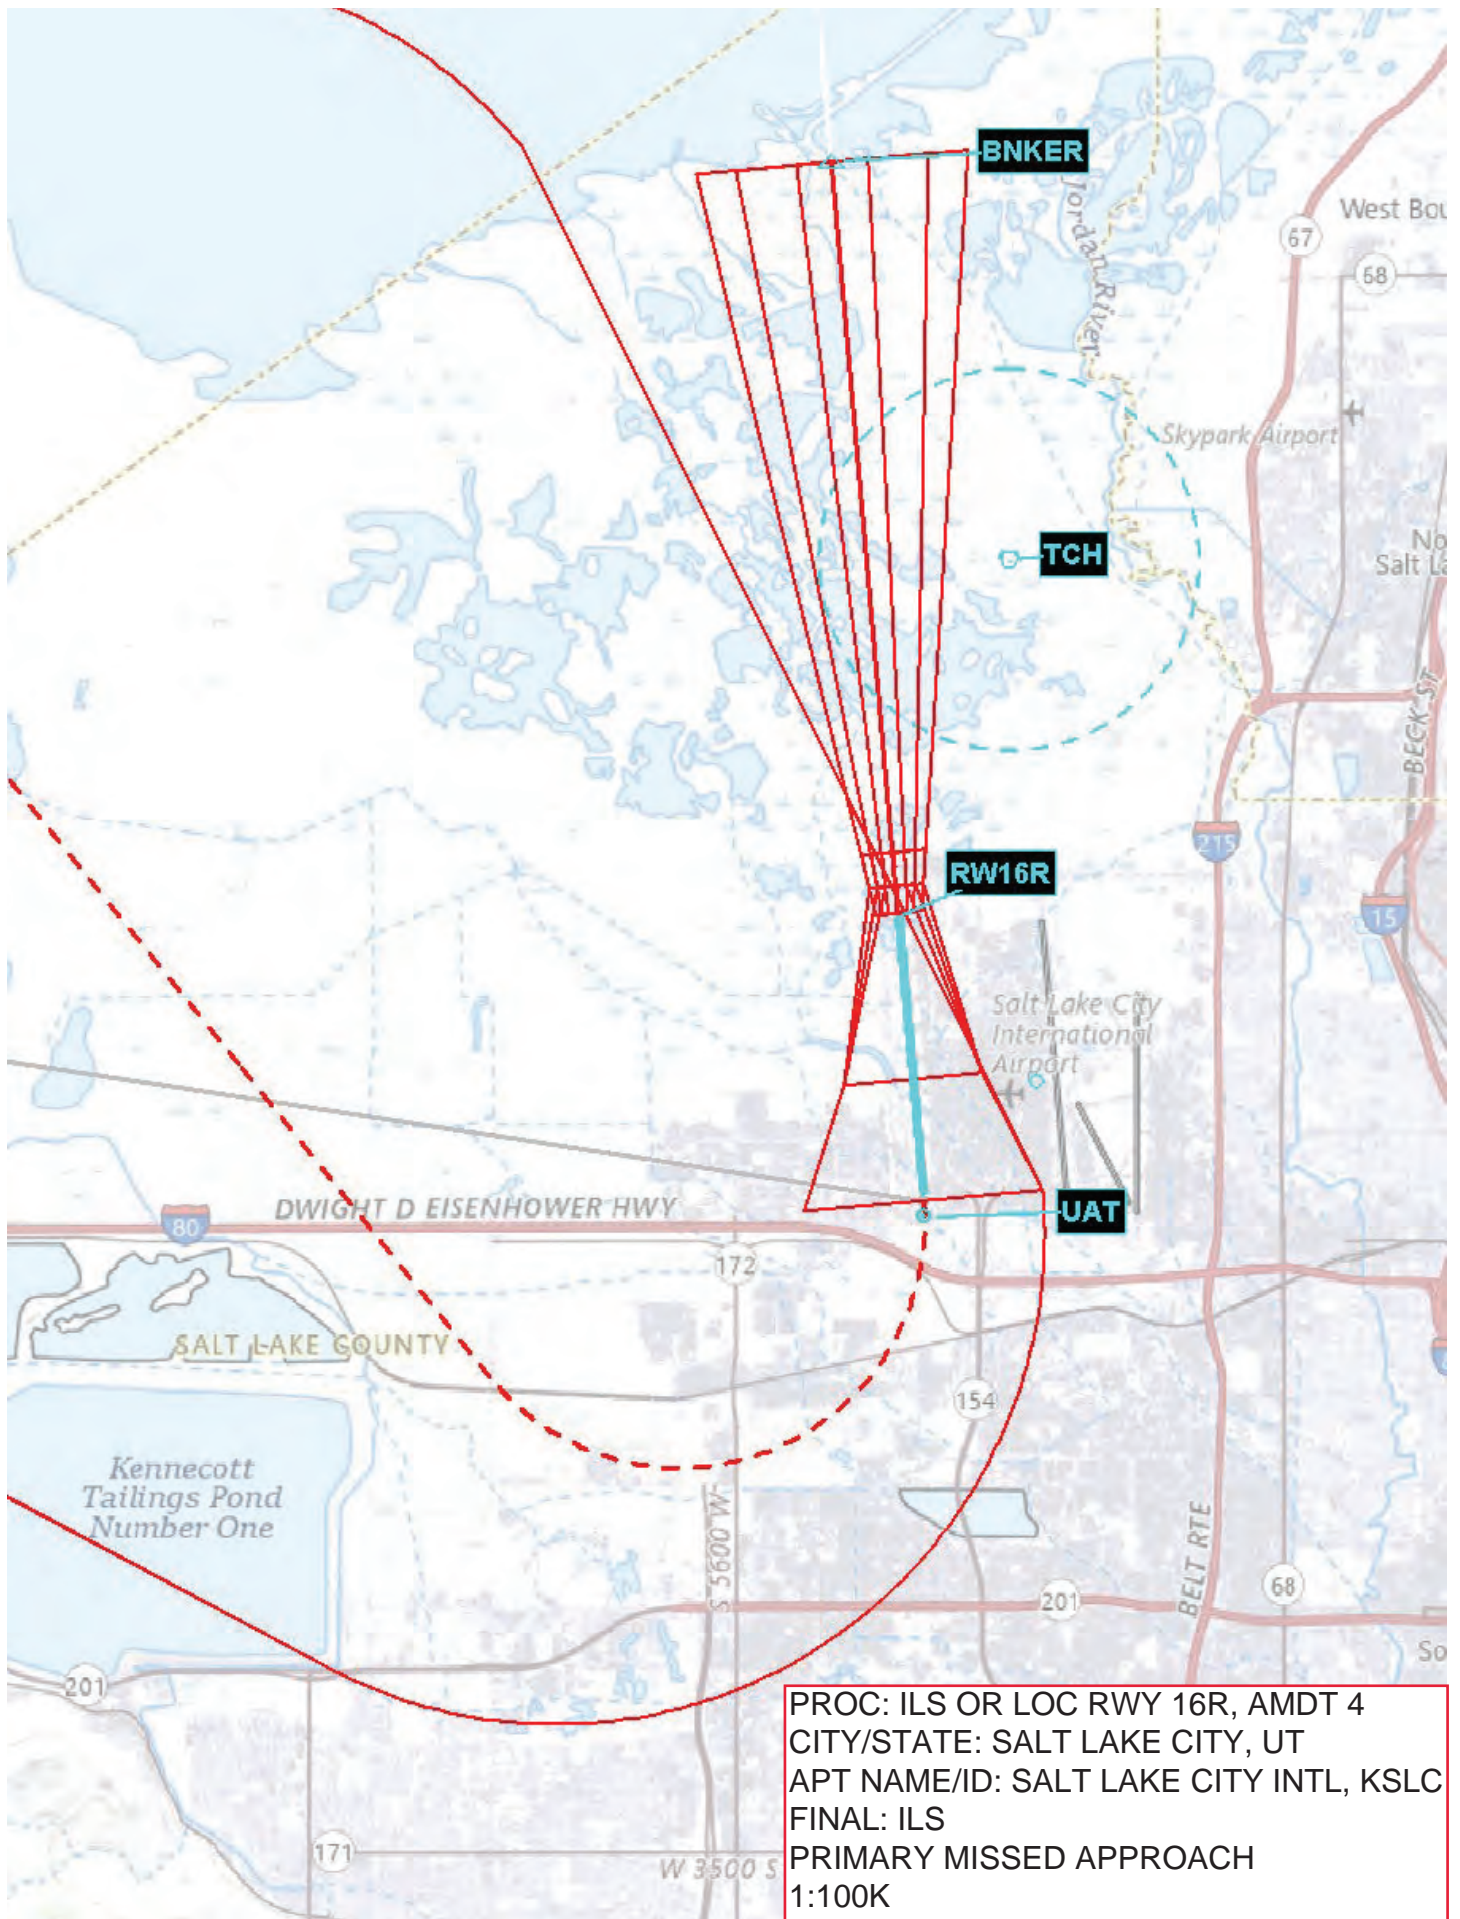 BNKER
Jordan River
West Bou
67
68
Skypark Airport
TCH
No
Salt La
BECK ST
215
RW16R
15
Salt Lake City
International
Airport
DWIGHT D EISENHOWER HWY
80
UAT
172
SALT LAKE COUNTY
154
Kennecott
Tailings Pond
Number One
S 5600 W
BELT RTE
68
201
So
201
171
W 3500 S
PROC: ILS OR LOC RWY 16R, AMDT 4
CITY/STATE: SALT LAKE CITY, UT
APT NAME/ID: SALT LAKE CITY INTL, KSLC
FINAL: ILS
PRIMARY MISSED APPROACH
1:100K